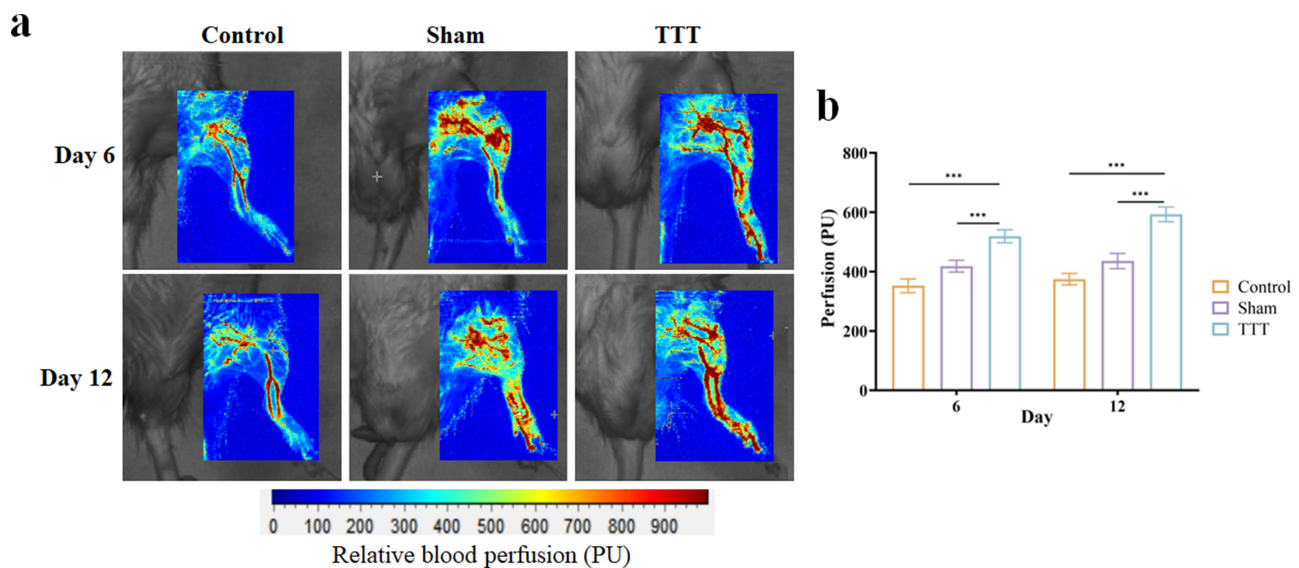 a
Control Sham TTT
Day 6
Day 12
0 100 200 300 400 500 600 700 800 900
Relative blood perfusion (PU)
b
800
600
400
200
0
Perfusion (PU)
*** ***
*** ***
6 12
Day
Control
Sham
TTT